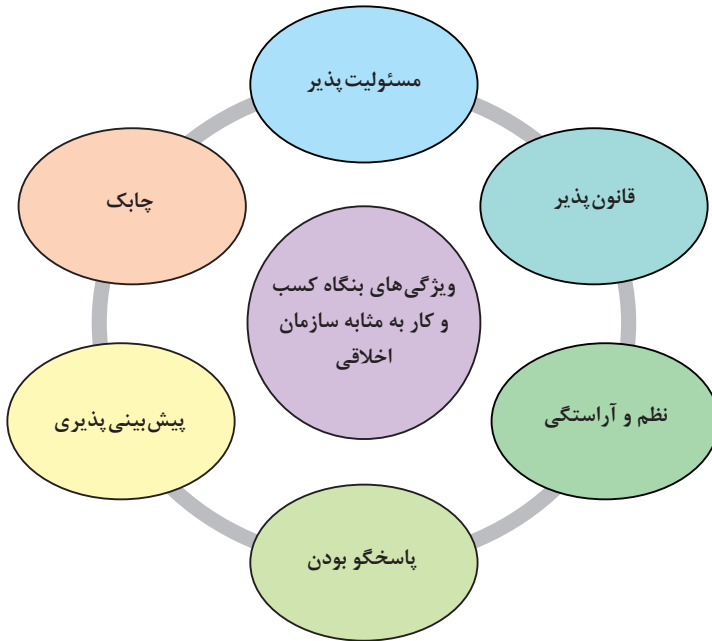 مسئولیت‌پذیر
قانون‌پذیر
چابک
ویژگی‌های بنگاه کسب
و کار به مثابه سازمان
اخلاقی
نظم و آراستگی
پیش‌بینی‌پذیری
پاسخگو بودن